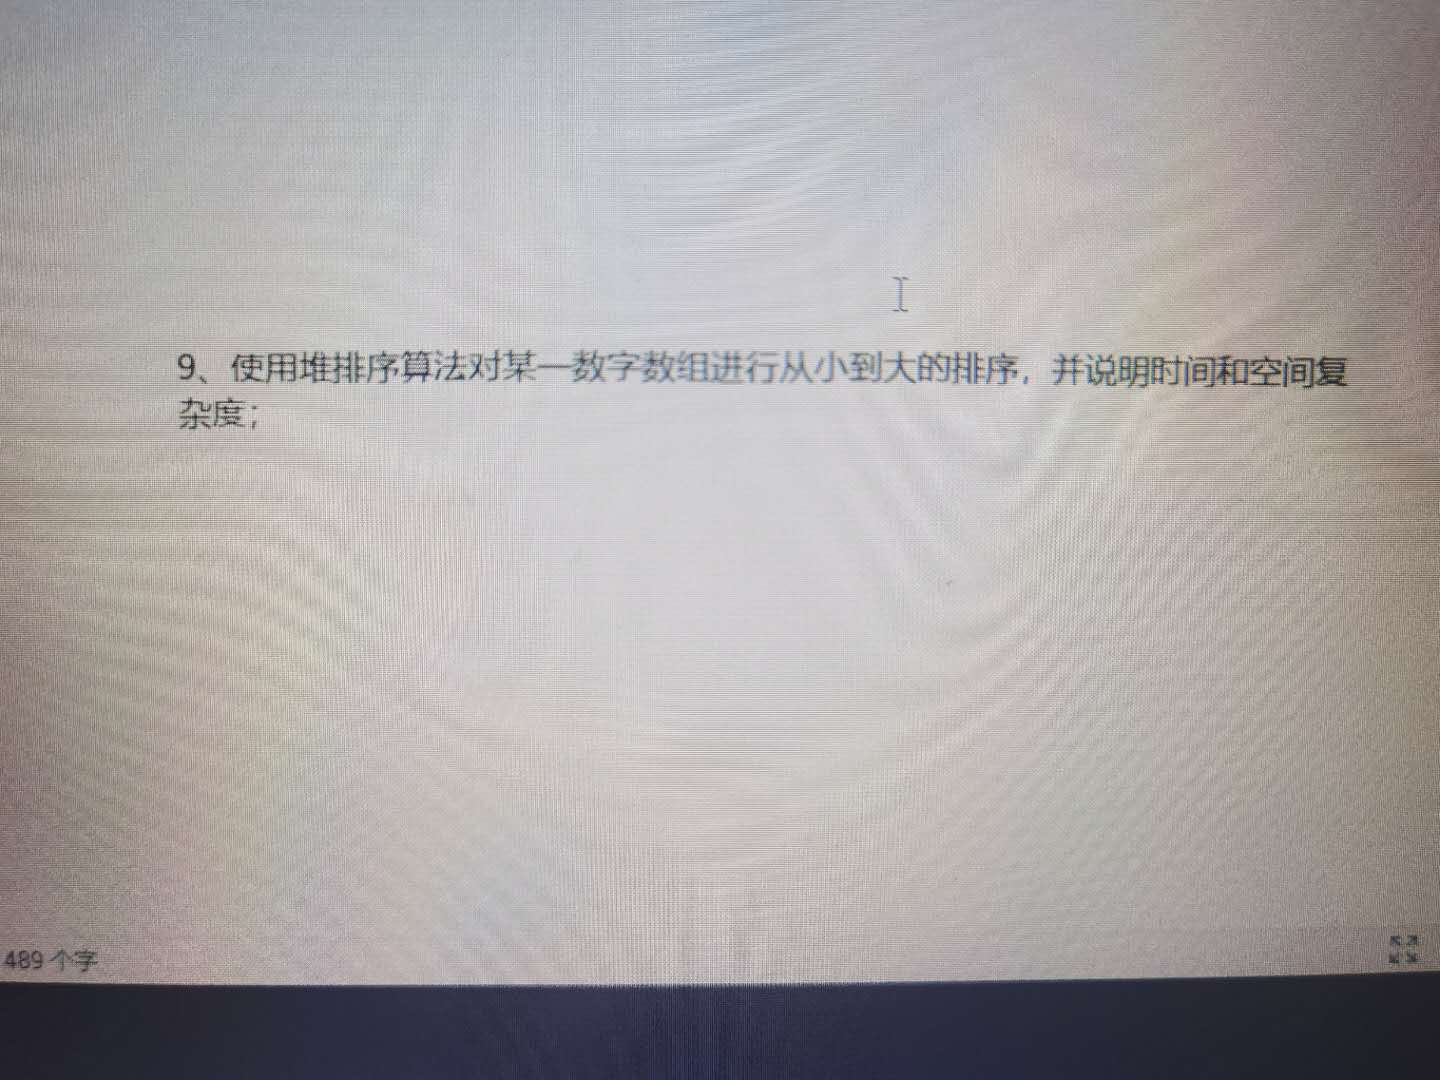 9、使用堆排序算法对某一数字数组进行从小到大的排序，并说明时间和空间复
杂度；
489 个字